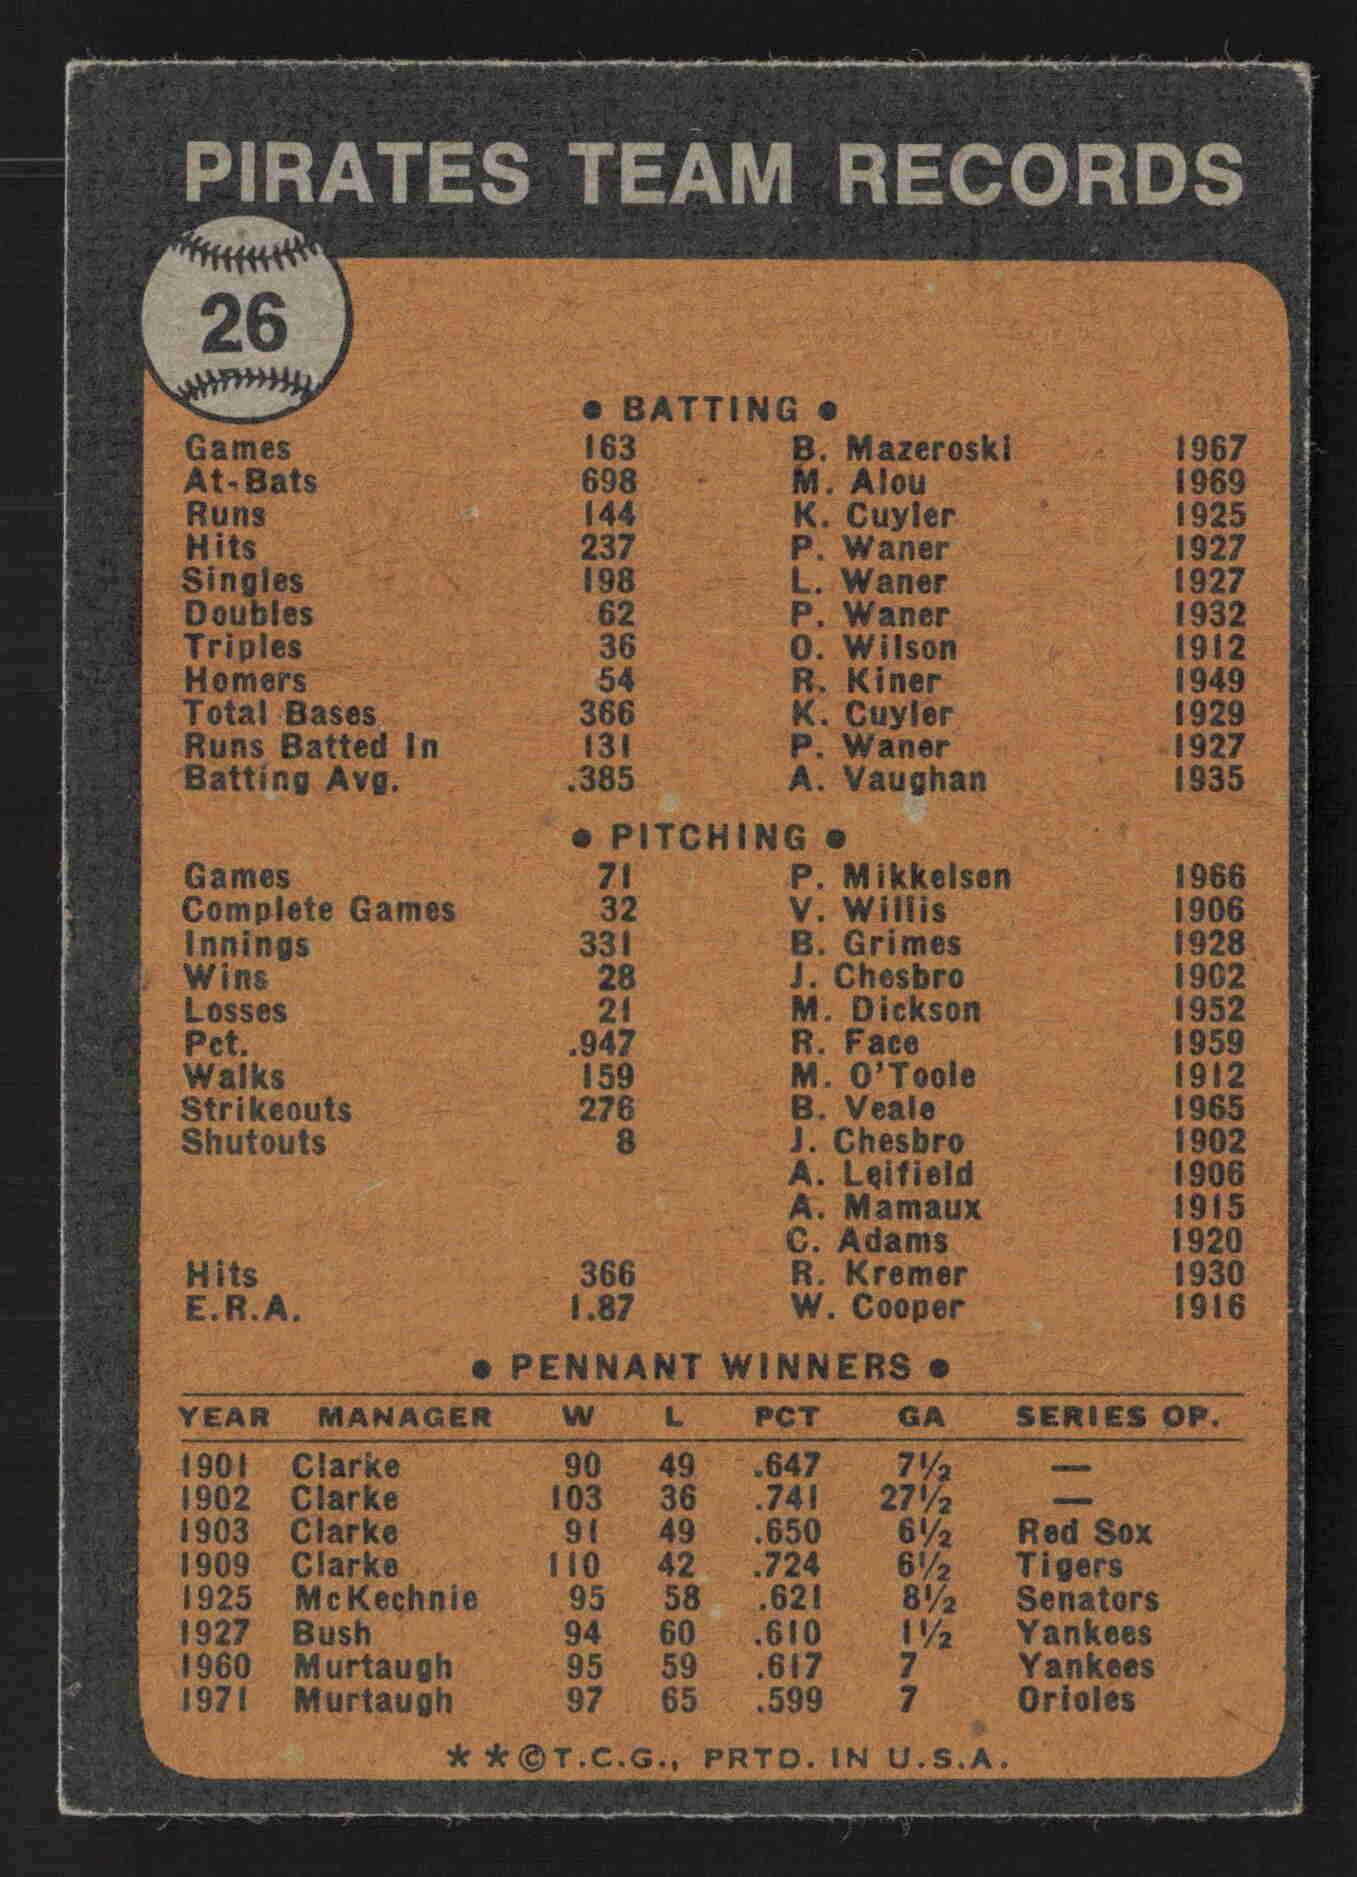 PIRATES TEAM RECORDS
26
• BATTING •
Games 163 B. Mazeroski 1967
At-Bats 698 M. Alou 1969
Runs 144 K. Cuyler 1925
Hits 237 P. Waner 1927
Singles 198 L. Waner 1927
Doubles 62 P. Waner 1932
Triples 36 O. Wilson 1912
Homers 54 R. Kiner 1949
Total Bases 366 K. Cuyler 1929
Runs Batted In 131 P. Waner 1927
Batting Avg. .385 A. Vaughan 1935
• PITCHING •
Games 71 P. Mikkelsen 1966
Complete Games 32 V. Willis 1906
Innings 331 B. Grimes 1928
Wins 28 J. Chesbro 1902
Losses 21 M. Dickson 1952
Pct. .947 R. Face 1959
Walks 159 M. O'Toole 1912
Strikeouts 276 B. Veale 1965
Shutouts 8 J. Chesbro 1902
A. Leifield 1906
A. Mamaux 1915
C. Adams 1920
Hits 366 R. Kremer 1930
E.R.A. 1.87 W. Cooper 1916
• PENNANT WINNERS •
YEAR MANAGER W L PCT GA SERIES OP.
1901 Clarke 90 49 .647 7½ —
1902 Clarke 103 36 .741 27½ —
1903 Clarke 91 49 .650 6½ Red Sox
1909 Clarke 110 42 .724 6½ Tigers
1925 McKechnie 95 58 .621 8½ Senators
1927 Bush 94 60 .610 1½ Yankees
1960 Murtaugh 95 59 .617 7 Yankees
1971 Murtaugh 97 65 .599 7 Orioles
* * © T.C.G., PRTD. IN U.S.A.